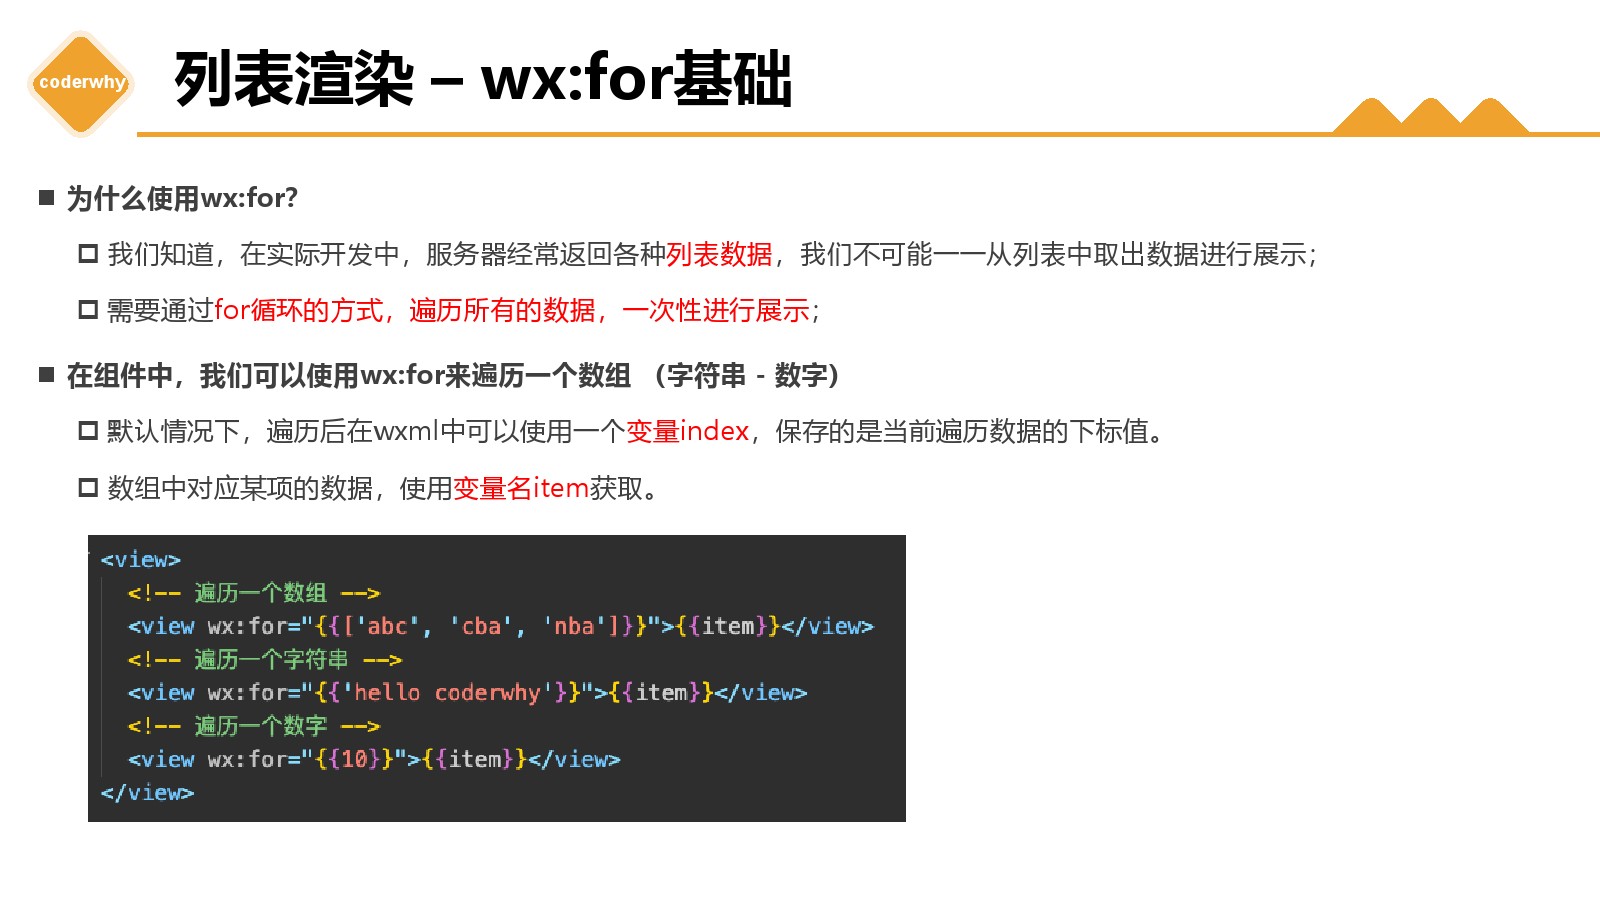 coderwhy
列表渲染 – wx:for基础
为什么使用wx:for？
我们知道，在实际开发中，服务器经常返回各种列表数据，我们不可能一一从列表中取出数据进行展示；
需要通过for循环的方式，遍历所有的数据，一次性进行展示；
在组件中，我们可以使用wx:for来遍历一个数组 （字符串 - 数字）
默认情况下，遍历后在wxml中可以使用一个变量index，保存的是当前遍历数据的下标值。
数组中对应某项的数据，使用变量名item获取。
<view>
<!-- 遍历一个数组 -->
<view wx:for="{{['abc', 'cba', 'nba']}}">{{item}}</view>
<!-- 遍历一个字符串 -->
<view wx:for="{{'hello coderwhy'}}">{{item}}</view>
<!-- 遍历一个数字 -->
<view wx:for="{{10}}">{{item}}</view>
</view>